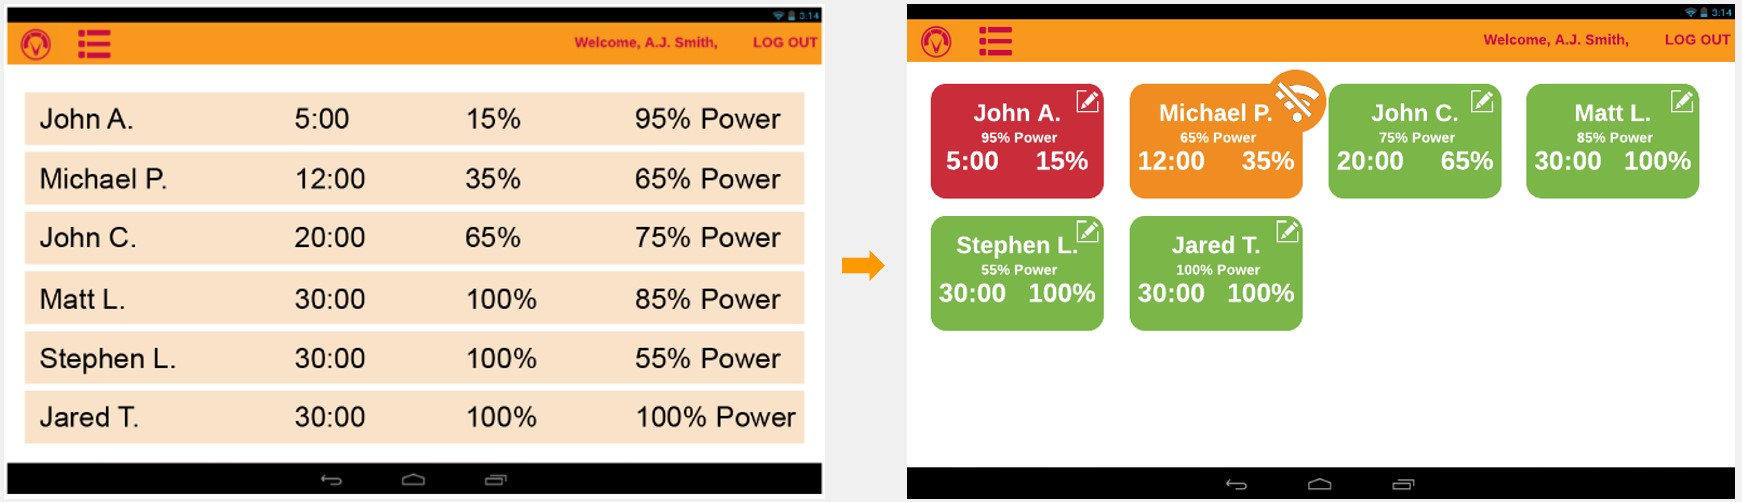 3:14
Welcome, A.J. Smith, LOG OUT
John A. 5:00 15% 95% Power
Michael P. 12:00 35% 65% Power
John C. 20:00 65% 75% Power
Matt L. 30:00 100% 85% Power
Stephen L. 30:00 100% 55% Power
Jared T. 30:00 100% 100% Power
3:14
Welcome, A.J. Smith, LOG OUT
John A.
95% Power
5:00 15%
Michael P.
65% Power
12:00 35%
John C.
75% Power
20:00 65%
Matt L.
85% Power
30:00 100%
Stephen L.
55% Power
30:00 100%
Jared T.
100% Power
30:00 100%